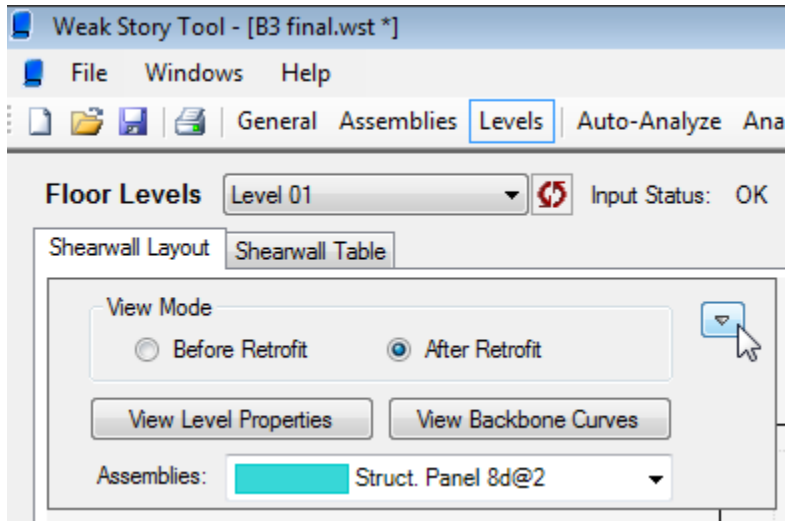 Weak Story Tool - [B3 final.wst *]
File Windows Help
General Assemblies Levels Auto-Analyze Ana
Floor Levels Level 01 Input Status: OK
Shearwall Layout Shearwall Table
View Mode
Before Retrofit After Retrofit
View Level Properties View Backbone Curves
Assemblies: Struct. Panel 8d@2